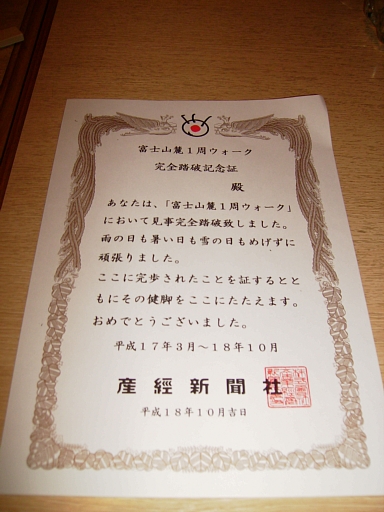 富士山麓1周ウォーク
完全踏破記念証
殿
あなたは、「富士山麓1周ウォーク」
において見事完全踏破致しました。
雨の日も暑い日も雪の日もめげずに
頑張りました。
ここに完歩されたことを証するとと
もにその健脚をここにたたえます。
おめでとうございました。
平成17年3月〜18年10月
産經新聞社
平成18年10月吉日